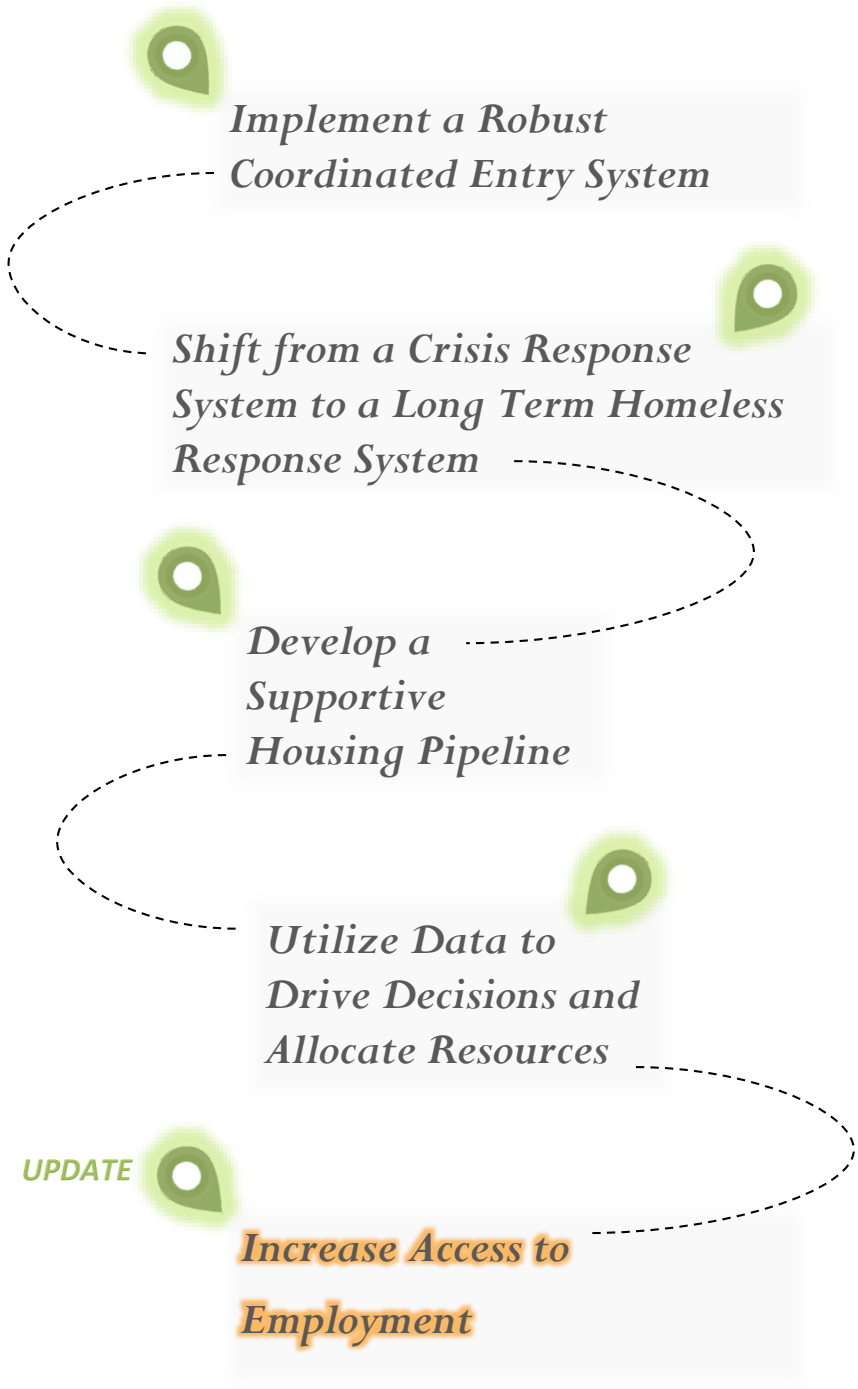 Implement a Robust
Coordinated Entry System
Shift from a Crisis Response
System to a Long Term Homeless
Response System
Develop a
Supportive
Housing Pipeline
Utilize Data to
Drive Decisions and
Allocate Resources
UPDATE
Increase Access to
Employment